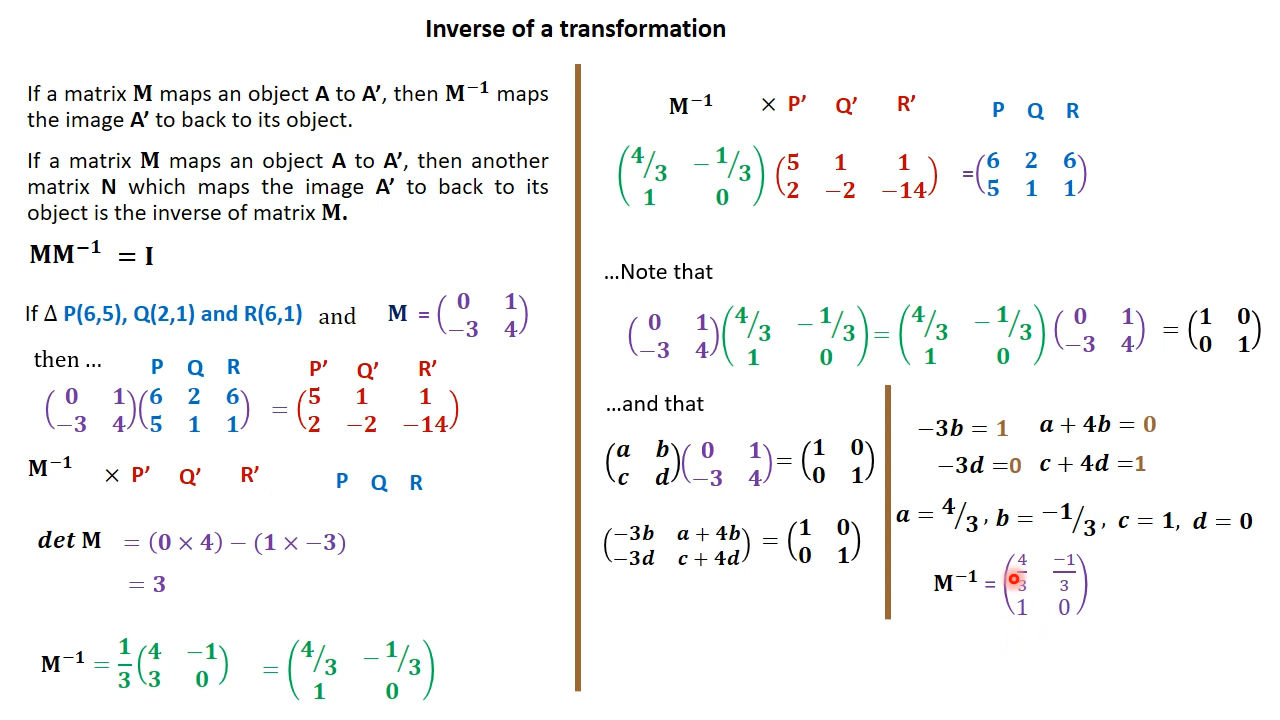 Inverse of a transformation
If a matrix M maps an object A to A’, then M⁻¹ maps
the image A’ to back to its object.
If a matrix M maps an object A to A’, then another
matrix N which maps the image A’ to back to its
object is the inverse of matrix M.
MM⁻¹ = I
If Δ P(6,5), Q(2,1) and R(6,1) and M = (0 1
−3 4)
then ...
P Q R P’ Q’ R’
(0 1 (6 2 6 = (5 1 1
−3 4) 5 1 1) 2 −2 −14)
M⁻¹ × P’ Q’ R’ P Q R
det M = (0 × 4) − (1 × −3)
= 3
M⁻¹ = 1/3 (4 −1 = (4/3 −1/3
3 0) 1 0)
M⁻¹ × P’ Q’ R’ P Q R
(4/3 −1/3 (5 1 1 = (6 2 6
1 0) 2 −2 −14) 5 1 1)
...Note that
(0 1 (4/3 −1/3 = (4/3 −1/3 (0 1 = (1 0
−3 4) 1 0) 1 0) −3 4) 0 1)
...and that
(a b (0 1 = (1 0
c d) −3 4) 0 1)
(−3b a + 4b = (1 0
−3d c + 4d) 0 1)
−3b = 1 a + 4b = 0
−3d =0 c + 4d =1
a = 4/3, b = −1/3, c = 1, d = 0
M⁻¹ = (4/3 −1/3
1 0)